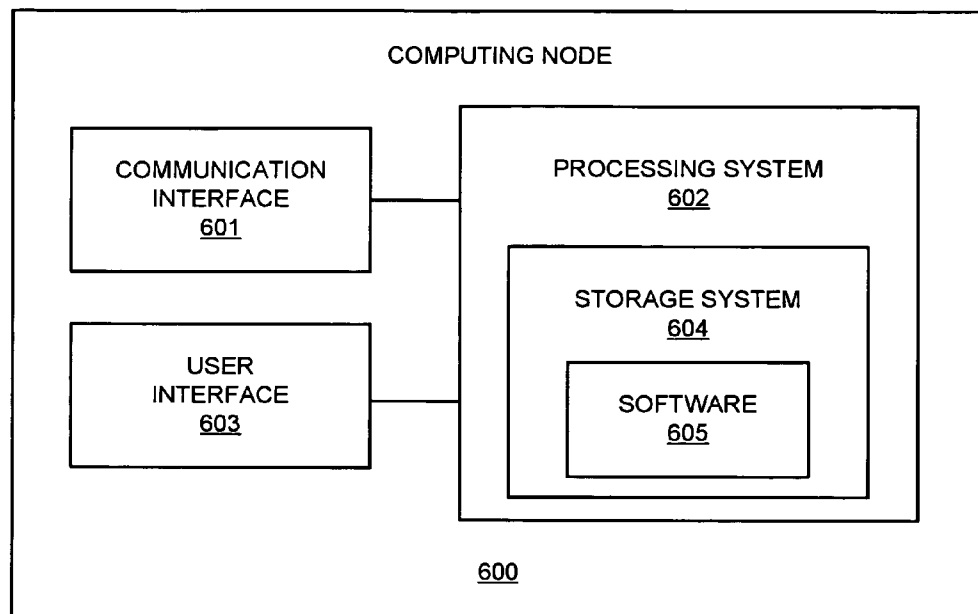 COMPUTING NODE
COMMUNICATION
INTERFACE
601
PROCESSING SYSTEM
602
STORAGE SYSTEM
604
USER
INTERFACE
603
SOFTWARE
605
600